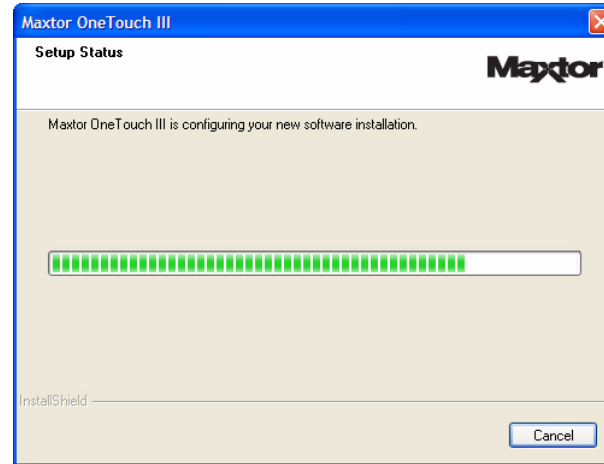 Maxtor OneTouch III
Setup Status
Maxtor
Maxtor OneTouch III is configuring your new software installation.
InstallShield
Cancel